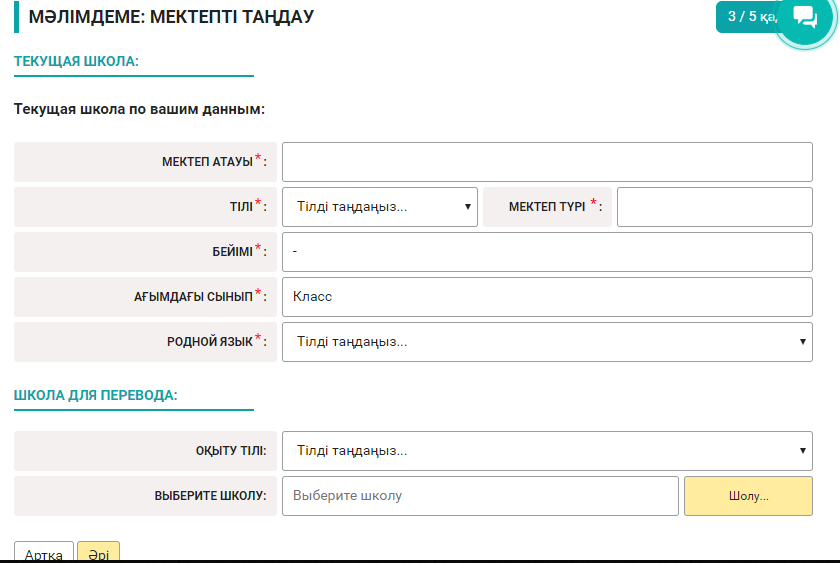 МӘЛІМДЕМЕ: МЕКТЕПТІ ТАҢДАУ
3 / 5
ТЕКУЩАЯ ШКОЛА:
Текущая школа по вашим данным:
МЕКТЕП АТАУЫ*:
ТІЛІ*: Тілді таңдаңыз... МЕКТЕП ТҮРІ *:
БЕЙІМІ*: -
АҒЫМДАҒЫ СЫНЫП*: Класс
РОДНОЙ ЯЗЫК*: Тілді таңдаңыз...
ШКОЛА ДЛЯ ПЕРЕВОДА:
ОҚЫТУ ТІЛІ: Тілді таңдаңыз...
ВЫБЕРИТЕ ШКОЛУ: Выберите школу Шолу...
Артқа Әрі